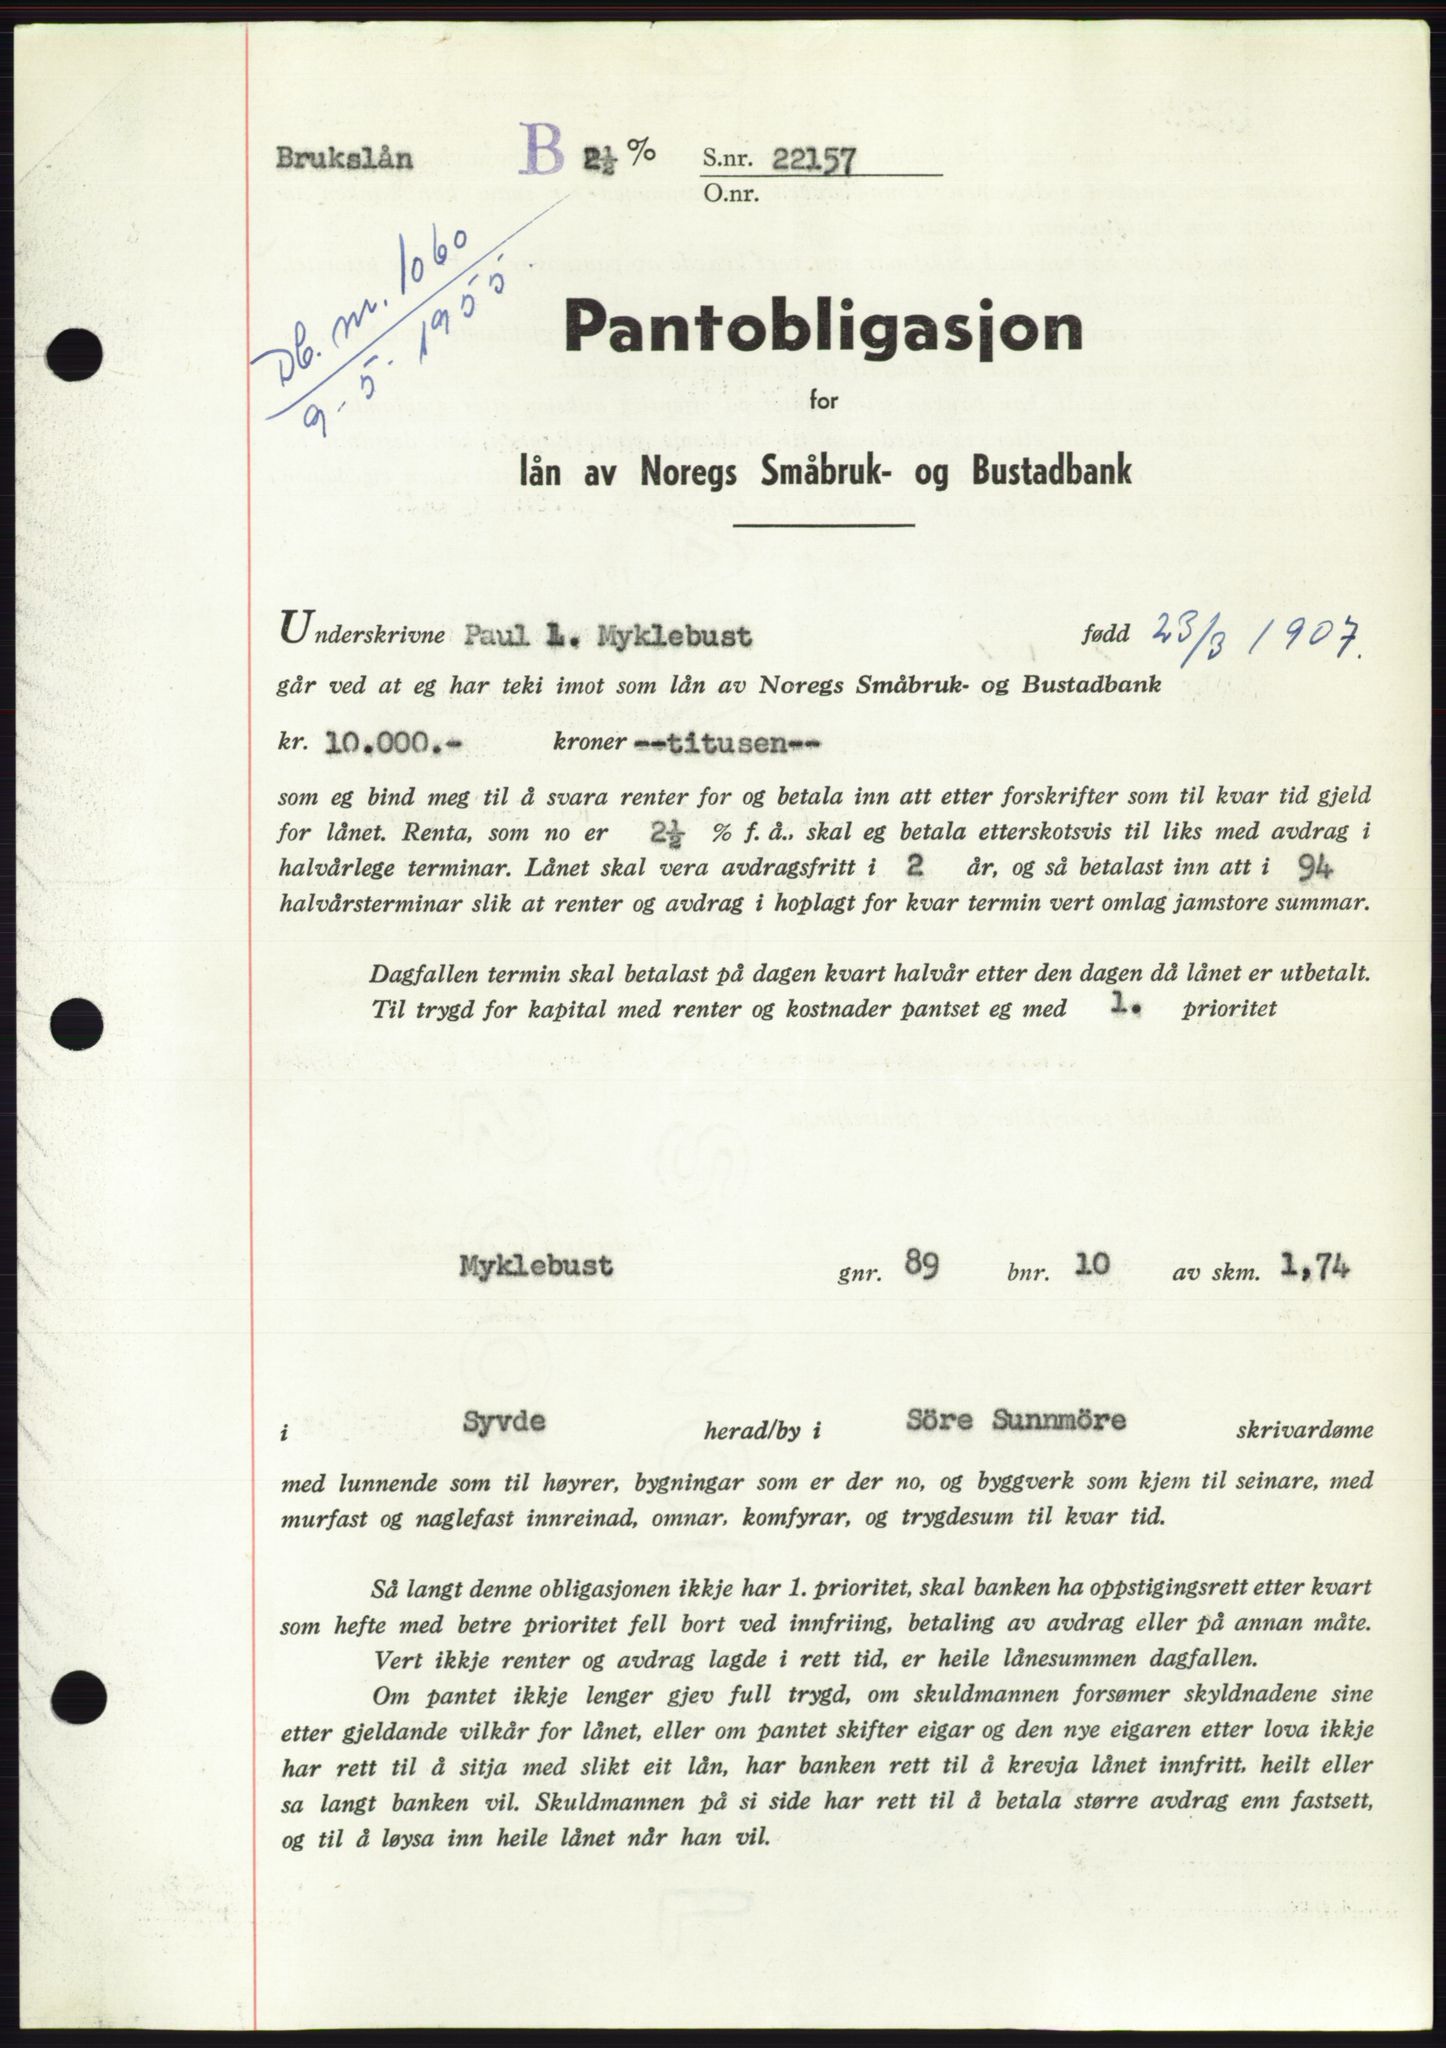 Brukslån B 2½ % S.nr. 22157
O.nr.
Db. nr. 1060
9-5-1955
Pantobligasjon
for
lån av Noregs Småbruk- og Bustadbank
Underskrivne Paul L. Myklebust fødd 23/3 1907.
går ved at eg har teki imot som lån av Noregs Småbruk- og Bustadbank
kr. 10.000.- kroner --titusen--
som eg bind meg til å svara renter for og betala inn att etter forskrifter som til kvar tid gjeld
for lånet. Renta, som no er 2½ % f. å., skal eg betala etterskotsvis til liks med avdrag i
halvårlege terminar. Lånet skal vera avdragsfritt i 2 år, og så betalast inn att i 94
halvårsterminar slik at renter og avdrag i hoplagt for kvar termin vert omlag jamstore summar.
Dagfallen termin skal betalast på dagen kvart halvår etter den dagen då lånet er utbetalt.
Til trygd for kapital med renter og kostnader pantset eg med 1. prioritet
Myklebust gnr. 89 bnr. 10 av skm. 1,74
i Syvde herad/by i Söre Sunnmöre skrivardøme
med lunnende som til høyrer, bygningar som er der no, og byggverk som kjem til seinare, med
murfast og naglefast innreinad, omnar, komfyrar, og trygdesum til kvar tid.
Så langt denne obligasjonen ikkje har 1. prioritet, skal banken ha oppstigingsrett etter kvart
som hefte med betre prioritet fell bort ved innfriing, betaling av avdrag eller på annan måte.
Vert ikkje renter og avdrag lagde i rett tid, er heile lånesummen dagfallen.
Om pantet ikkje lenger gjev full trygd, om skuldmannen forsømer skyldnadene sine
etter gjeldande vilkår for lånet, eller om pantet skifter eigar og den nye eigaren etter lova ikkje
har rett til å sitja med slikt eit lån, har banken rett til å krevja lånet innfritt, heilt eller
sa langt banken vil. Skuldmannen på si side har rett til å betala større avdrag enn fastsett,
og til å løysa inn heile lånet når han vil.